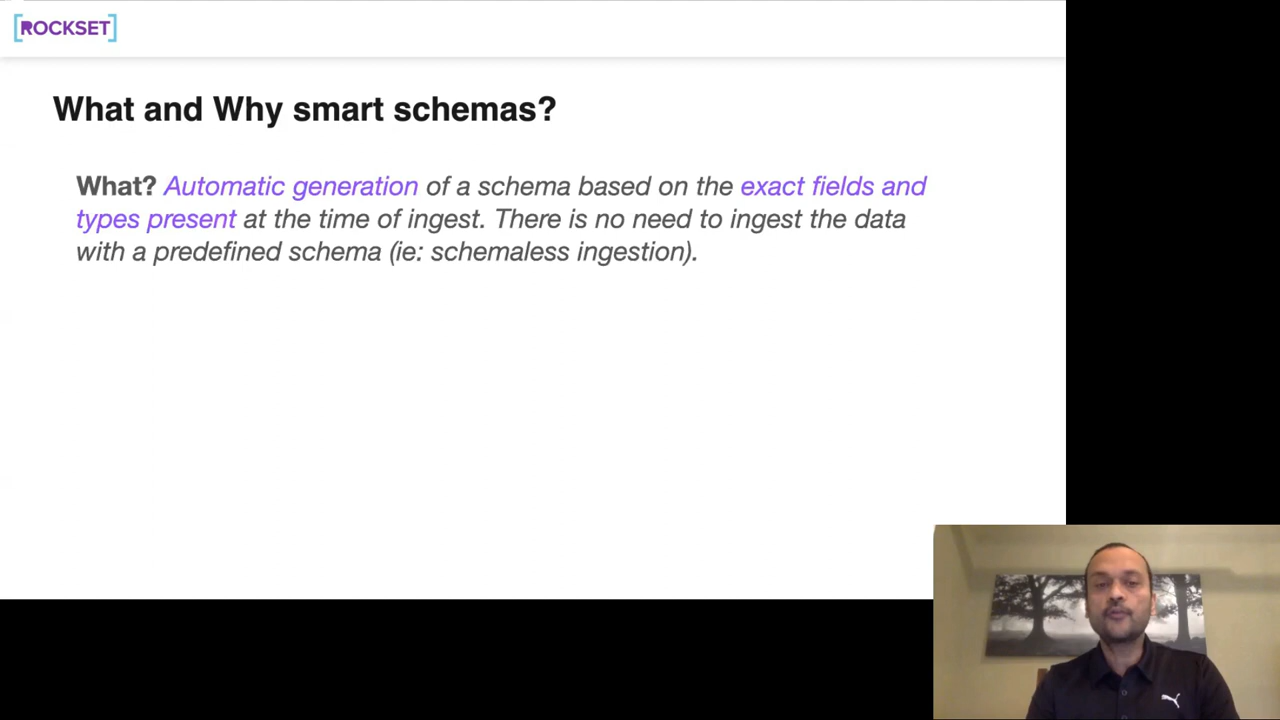 [ROCKSET]
What and Why smart schemas?
What? Automatic generation of a schema based on the exact fields and
types present at the time of ingest. There is no need to ingest the data
with a predefined schema (ie: schemaless ingestion).